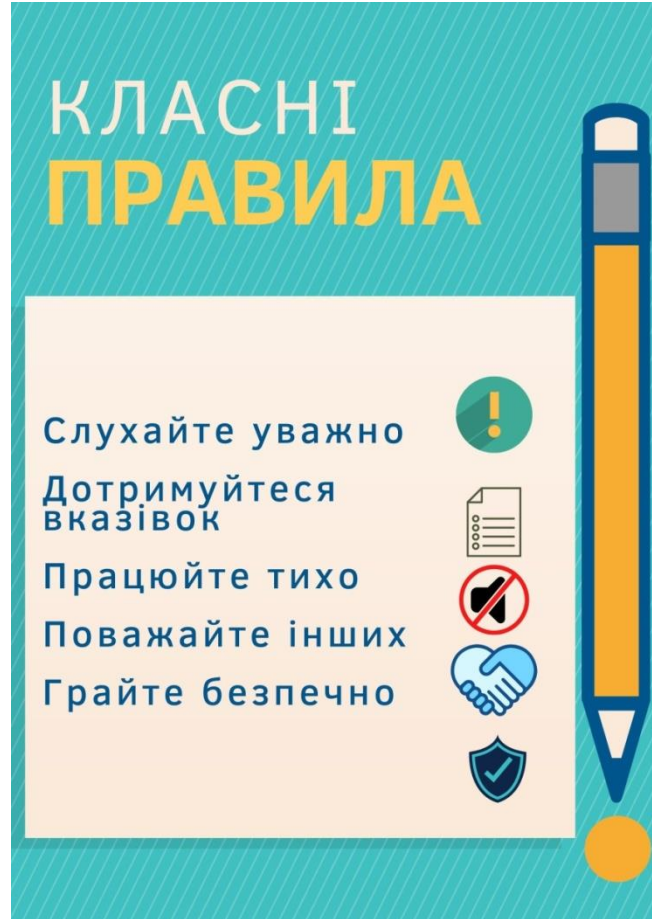 КЛАСНІ
ПРАВИЛА
Слухайте уважно
Дотримуйтеся
вказівок
Працюйте тихо
Поважайте інших
Грайте безпечно